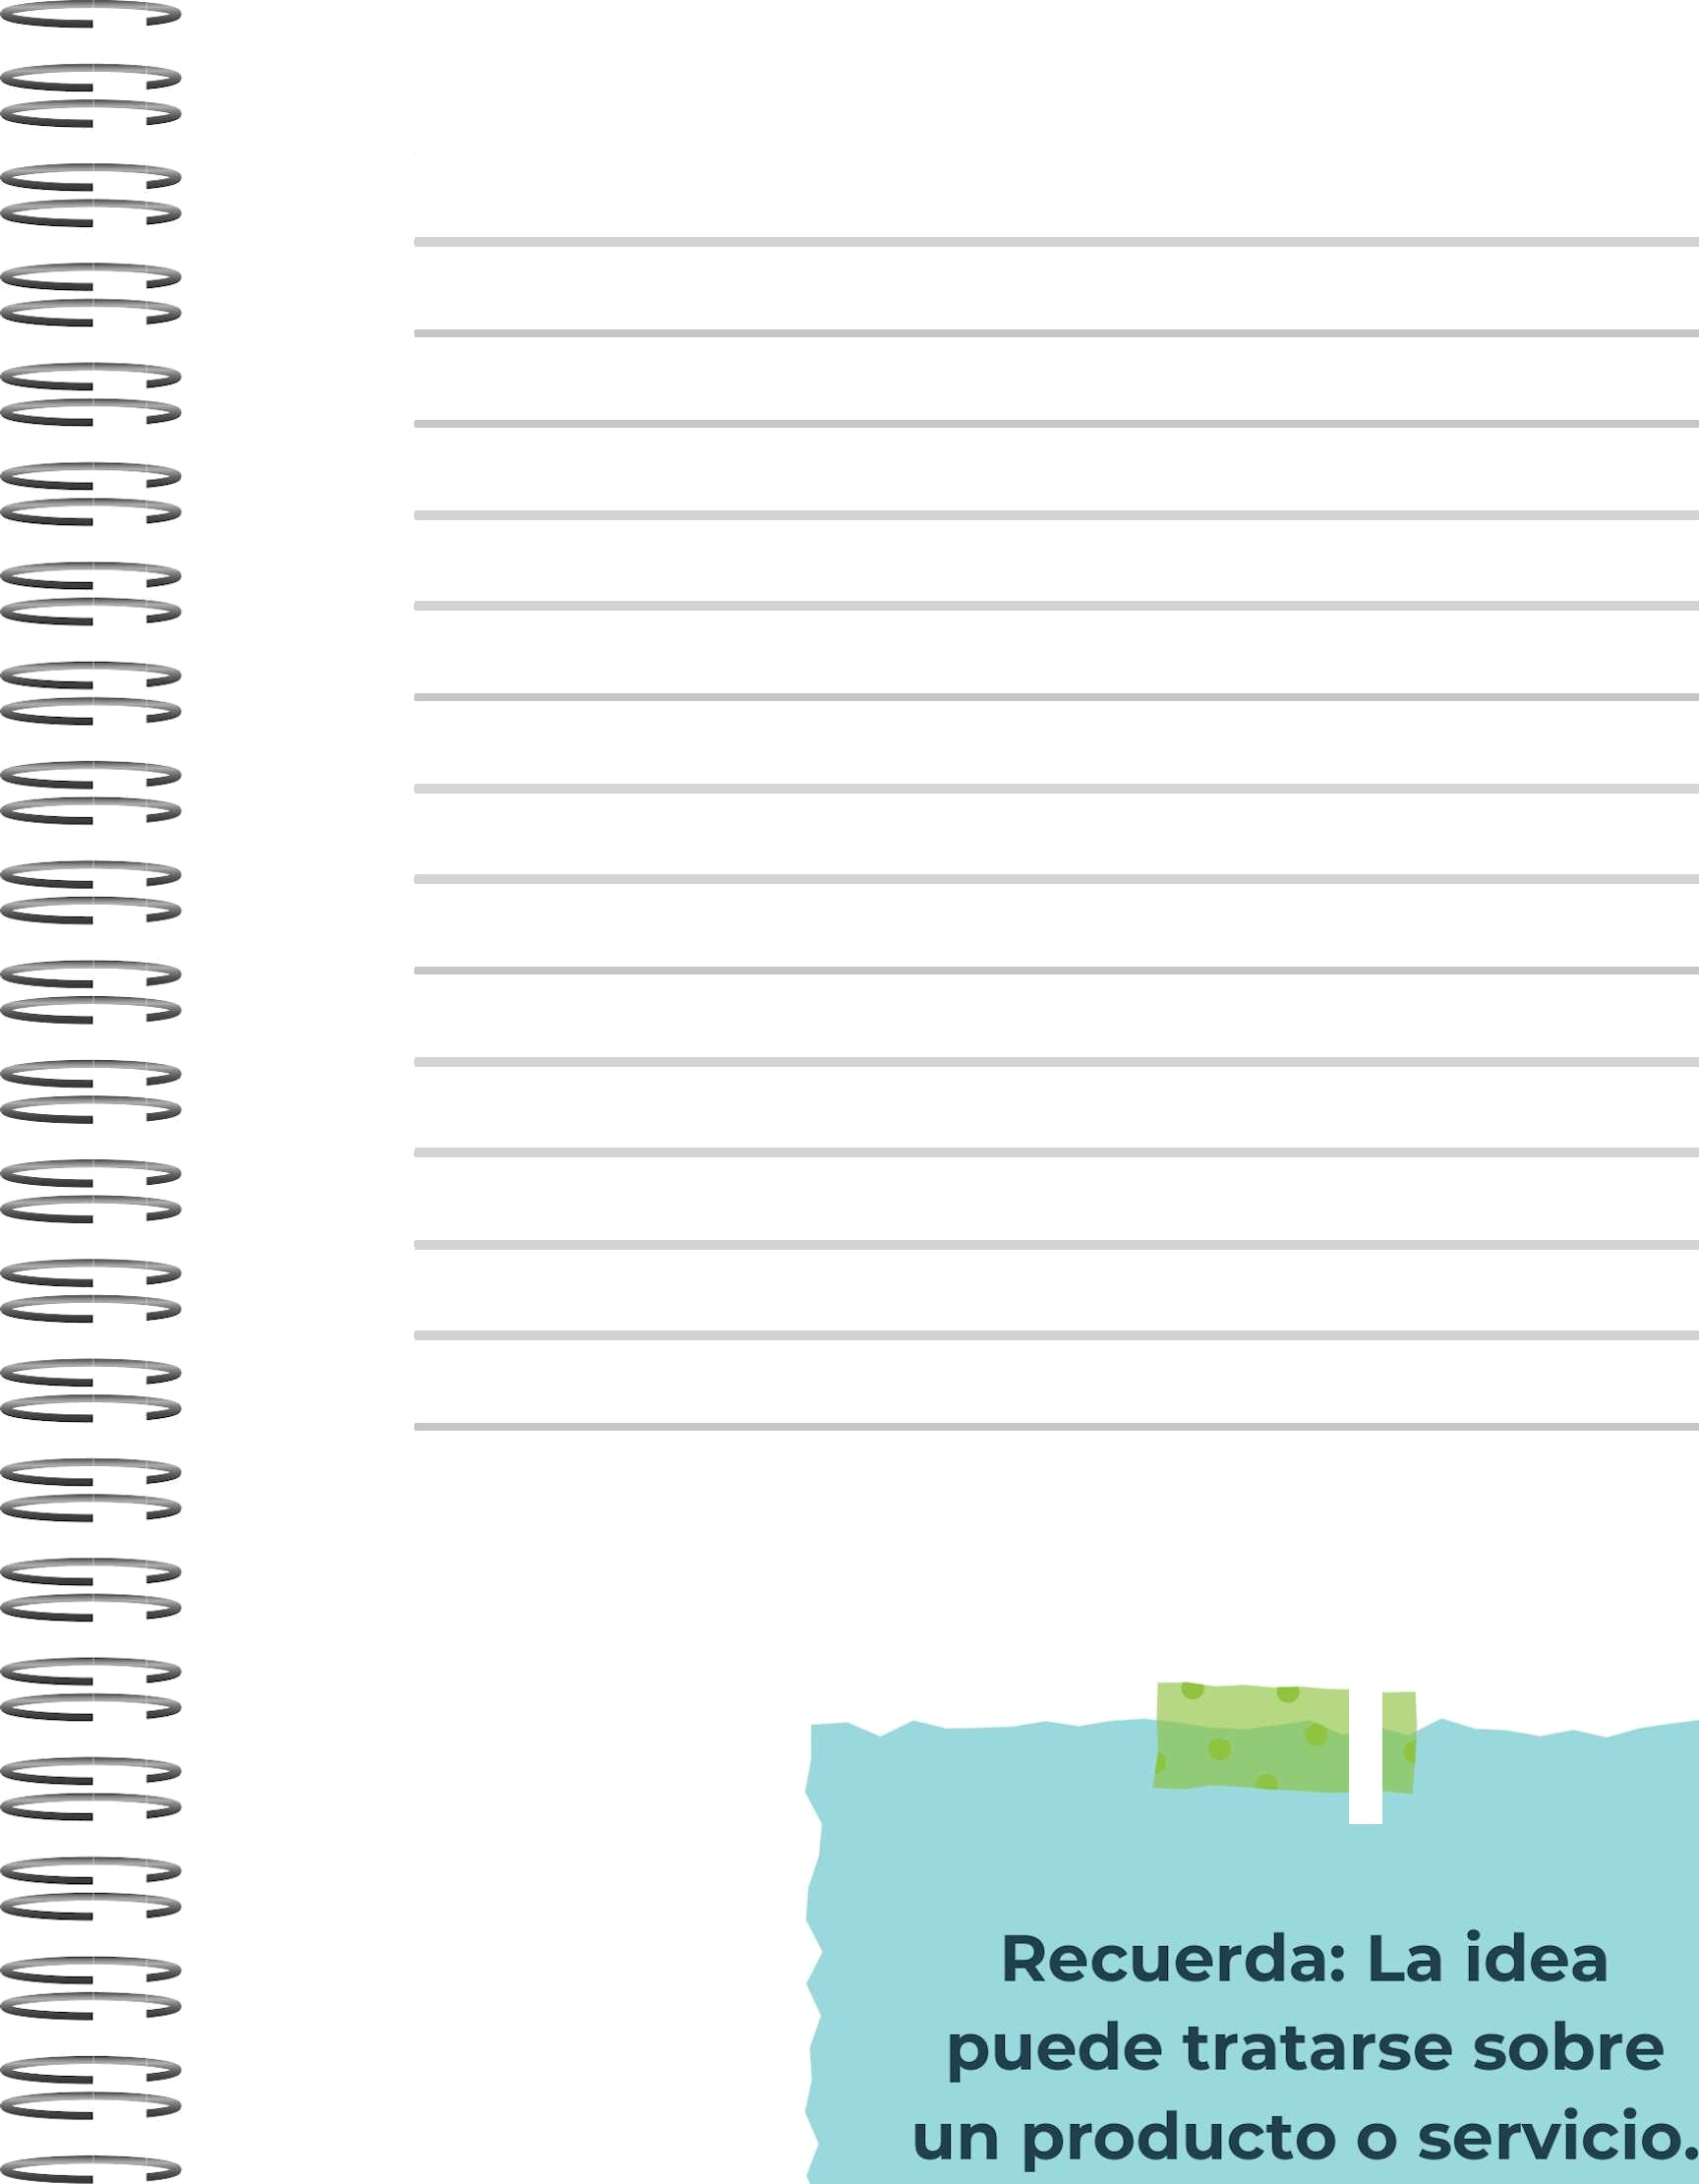 Recuerda: La idea
puede tratarse sobre
un producto o servicio.